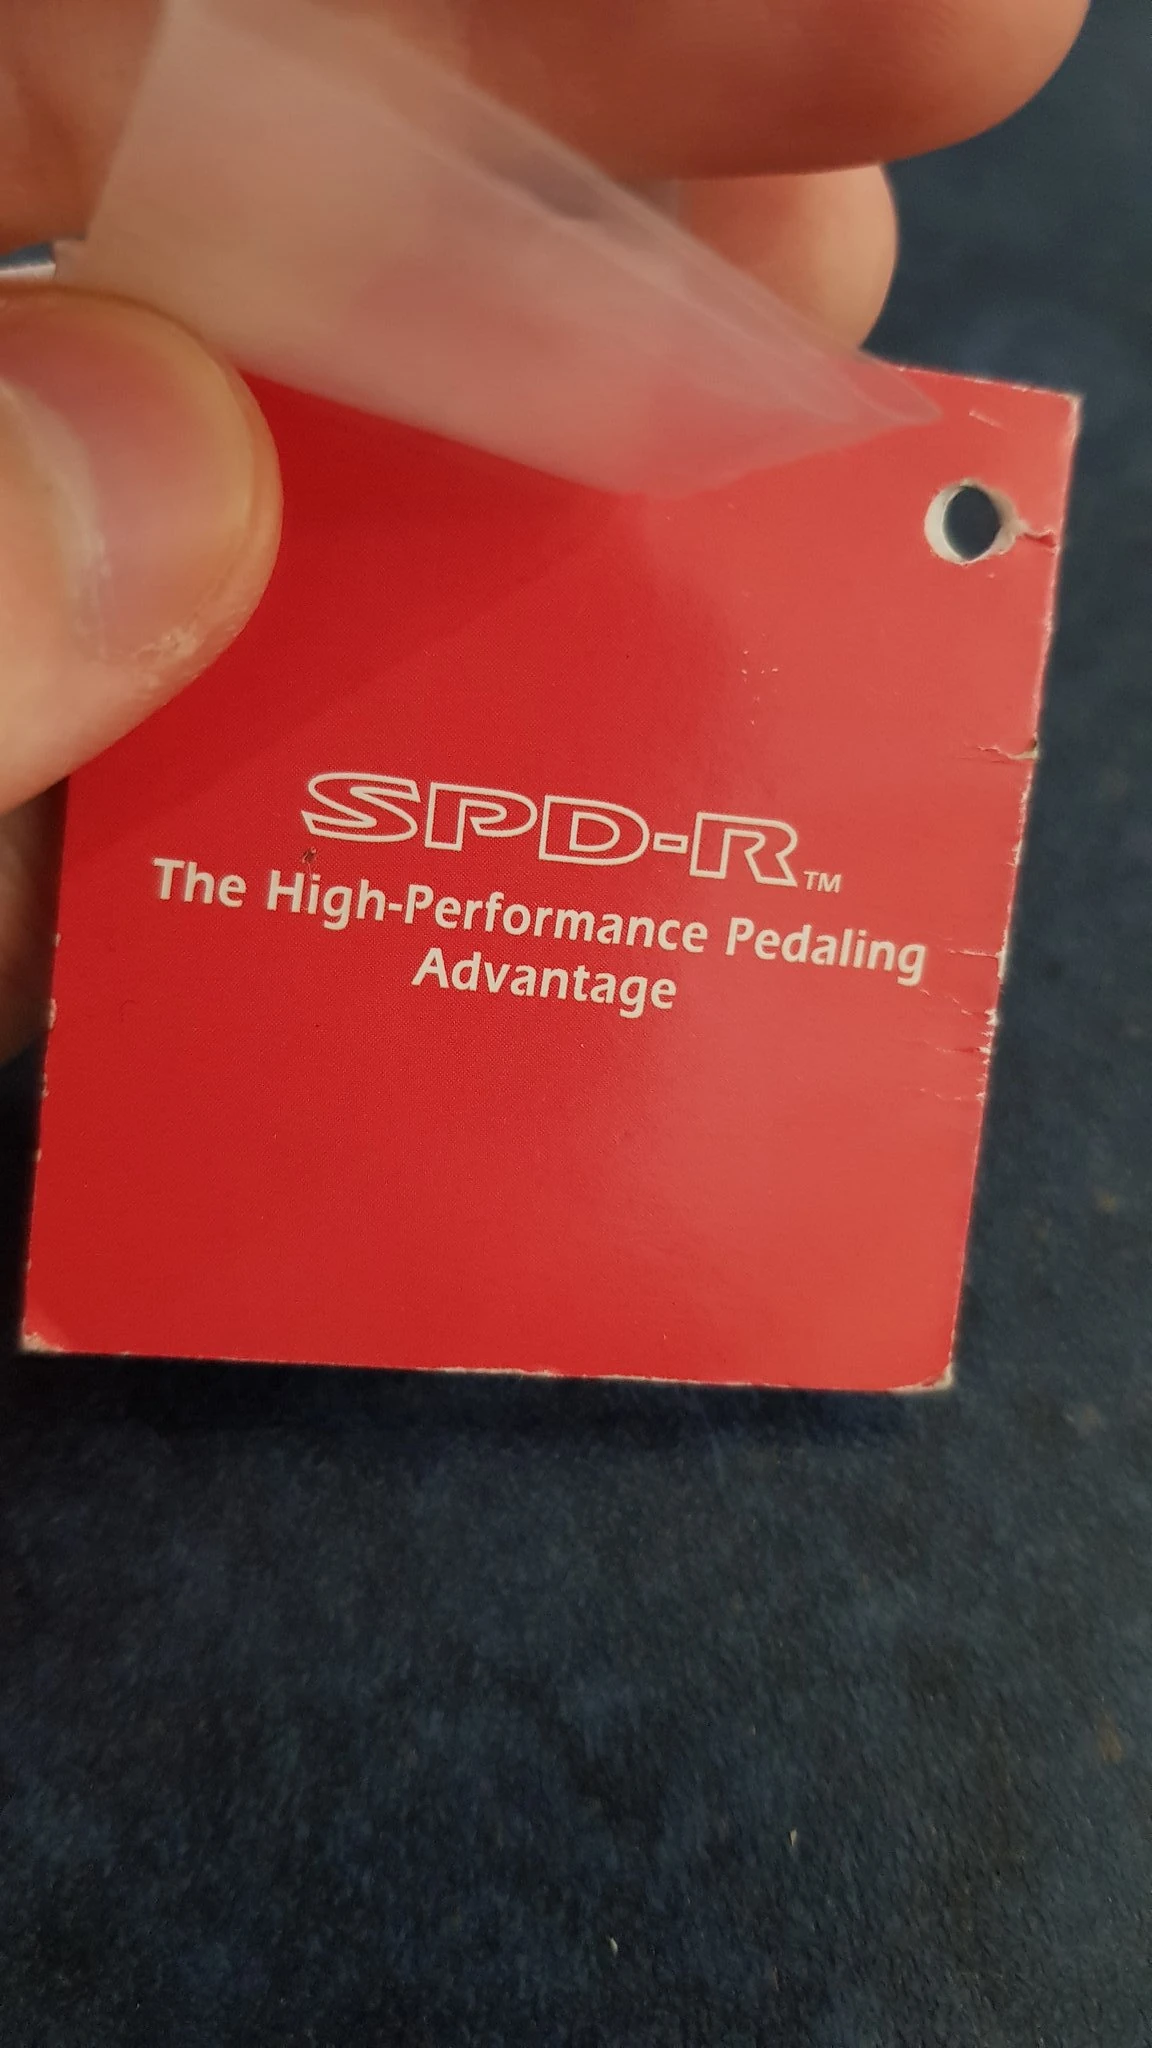 SPD-R™
The High-Performance Pedaling
Advantage